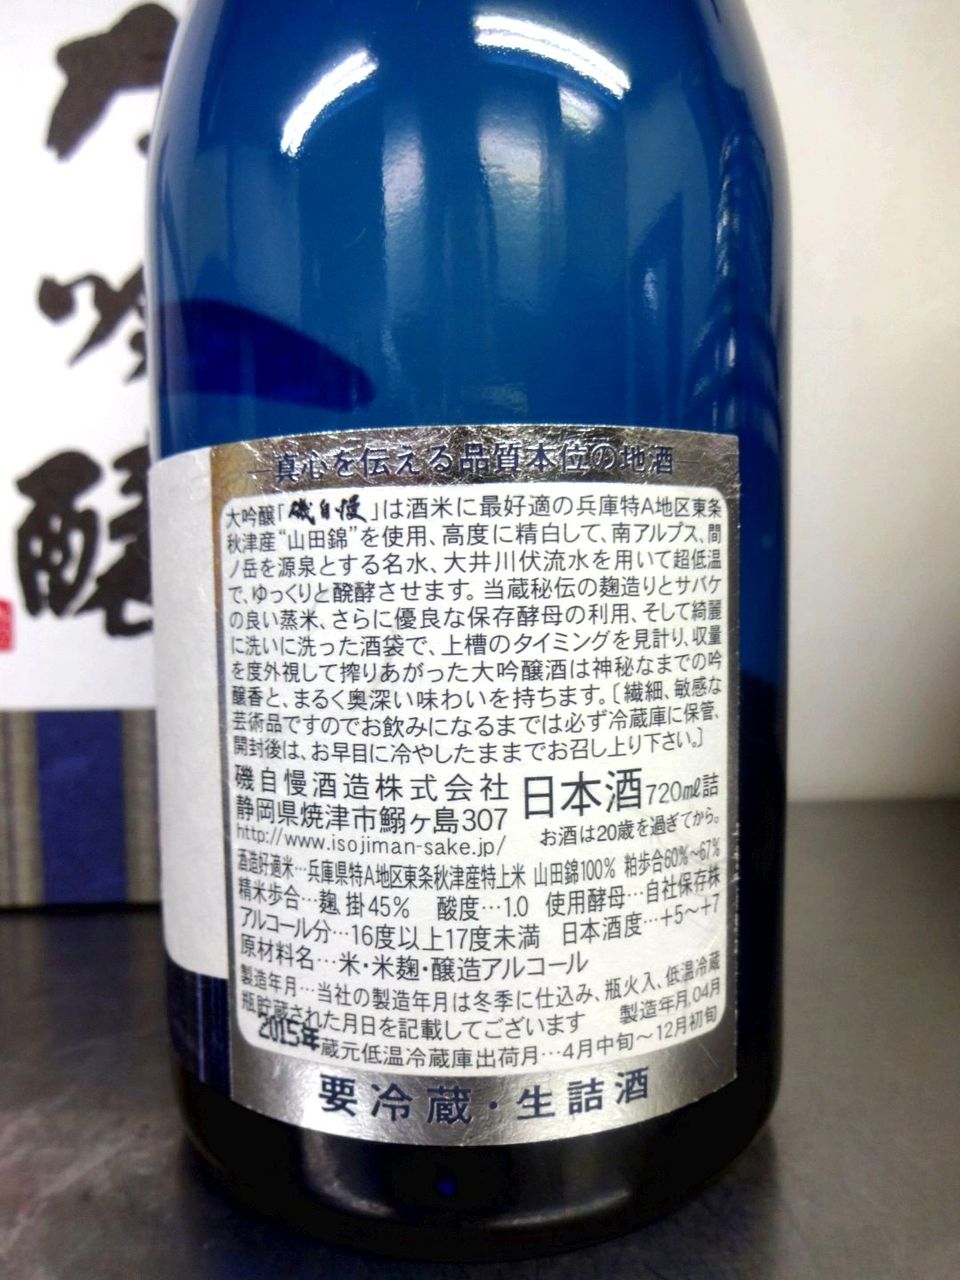 大吟醸
真心を伝える品質本位の地酒
大吟醸「磯自慢」は酒米に最好適の兵庫特A地区東条
秋津産“山田錦”を使用、高度に精白して、南アルプス、間
ノ岳を源泉とする名水、大井川伏流水を用いて超低温
で、ゆっくりと醗酵させます。当蔵秘伝の麹造りとサバケ
の良い蒸米、さらに優良な保存酵母の利用、そして綺麗
に洗いに洗った酒袋で、上槽のタイミングを見計り、収量
を度外視して搾りあがった大吟醸酒は神秘なまでの吟
醸香と、まるく奥深い味わいを持ちます。〔繊細、敏感な
芸術品ですのでお飲みになるまでは必ず冷蔵庫に保管、
開封後は、お早目に冷やしたままでお召し上り下さい。〕
磯自慢酒造株式会社 日本酒 720mℓ詰
静岡県焼津市鰯ヶ島307
http://www.isojiman-sake.jp/ お酒は20歳を過ぎてから。
酒造好適米…兵庫県特A地区東条秋津産特上米 山田錦100% 粕歩合60%〜67%
精米歩合…麹、掛45% 酸度…1.0 使用酵母…自社保存株
アルコール分…16度以上17度未満 日本酒度…+5〜+7
原材料名…米・米麹・醸造アルコール
製造年月…当社の製造年月は冬季に仕込み、瓶火入、低温冷蔵
瓶貯蔵された月日を記載してございます 製造年月 04月
2015年 蔵元低温冷蔵庫出荷月…4月中旬〜12月初旬
要冷蔵・生詰酒